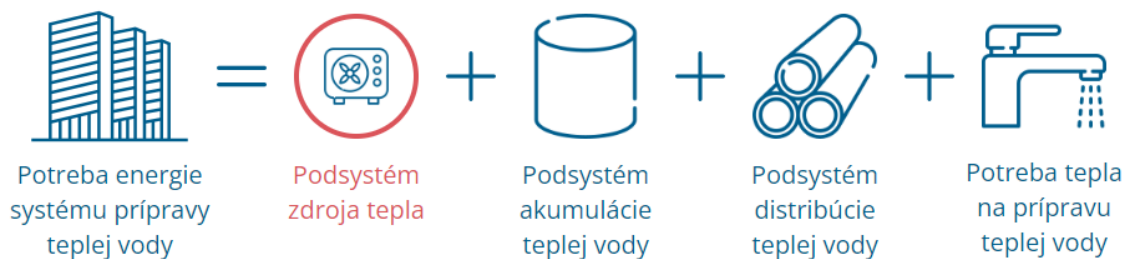 Potreba energie
systému prípravy
teplej vody
=
Podsystém
zdroja tepla
+
Podsystém
akumulácie
teplej vody
+
Podsystém
distribúcie
teplej vody
+
Potreba tepla
na prípravu
teplej vody